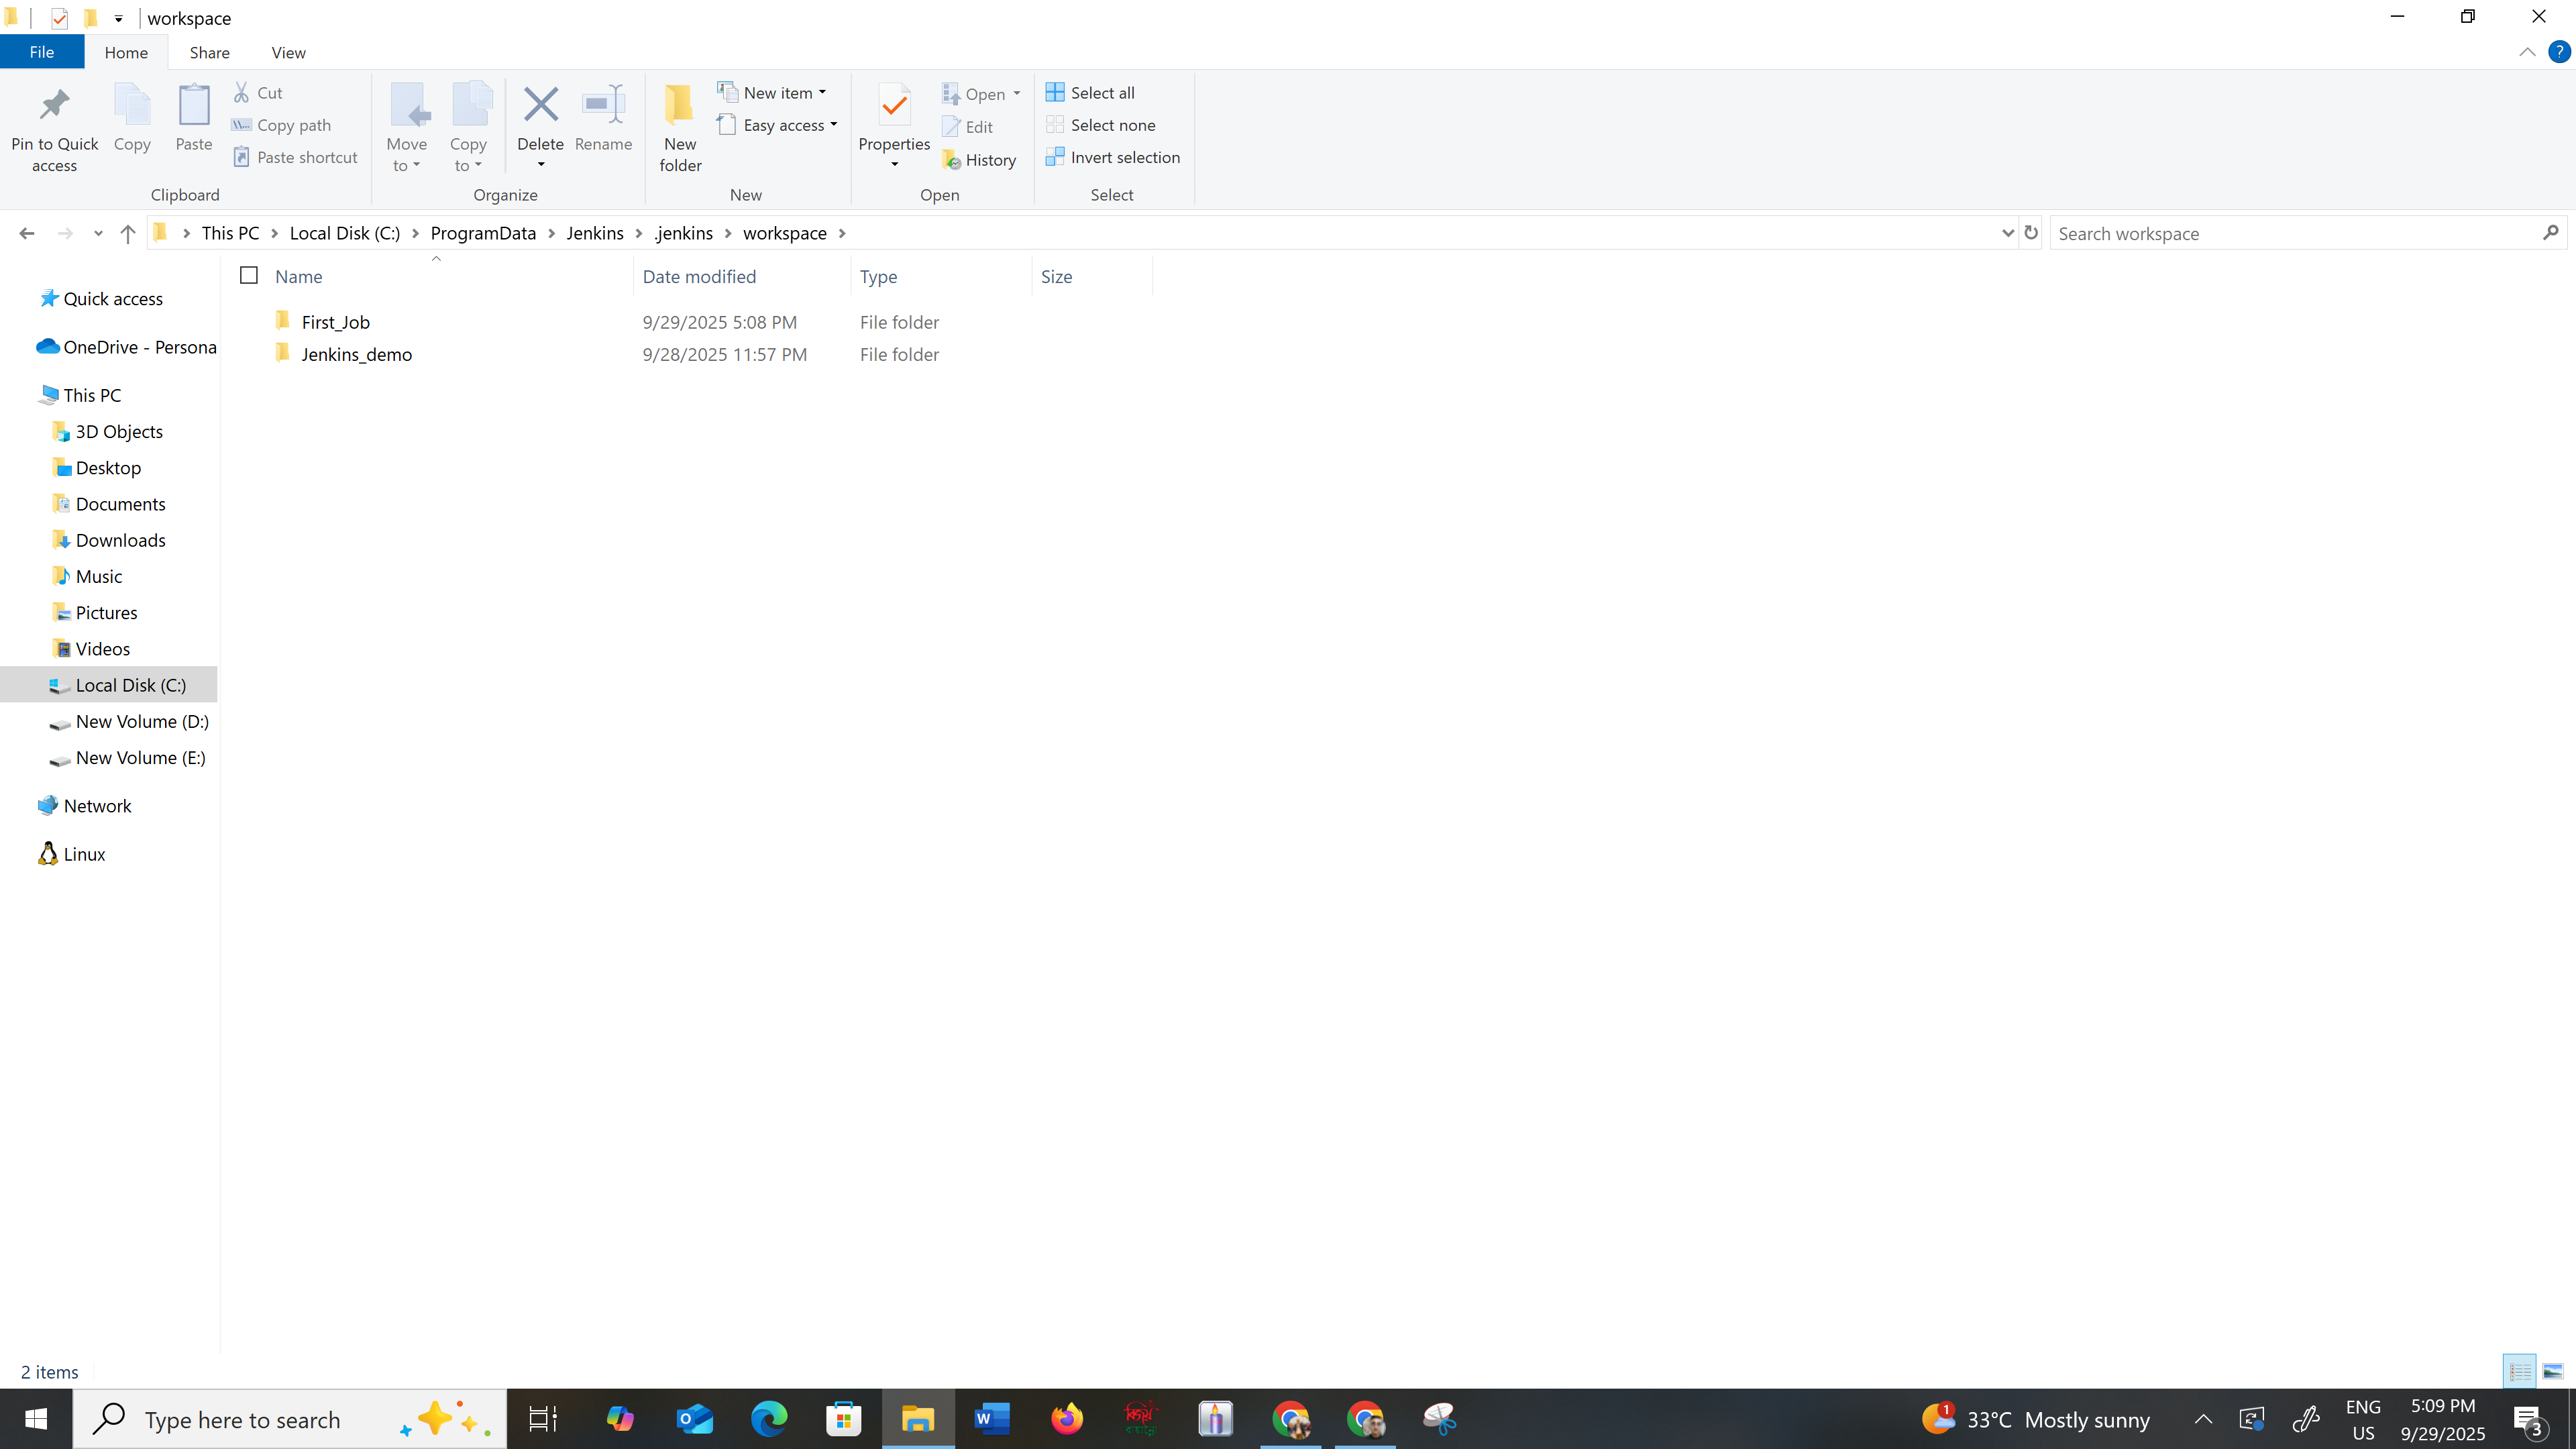 workspace
File Home Share View
Pin to Quick access
Copy
Paste
Cut
Copy path
Paste shortcut
Clipboard
Move to
Copy to
Delete
Rename
Organize
New folder
New item
Easy access
New
Properties
Open
Edit
History
Open
Select all
Select none
Invert selection
Select
This PC Local Disk (C:) ProgramData Jenkins .jenkins workspace
Search workspace
Name Date modified Type Size
First_Job 9/29/2025 5:08 PM File folder
Jenkins_demo 9/28/2025 11:57 PM File folder
Quick access
OneDrive - Persona
This PC
3D Objects
Desktop
Documents
Downloads
Music
Pictures
Videos
Local Disk (C:)
New Volume (D:)
New Volume (E:)
Network
Linux
2 items
Type here to search
1
33°C Mostly sunny
ENG
US
5:09 PM
9/29/2025
3